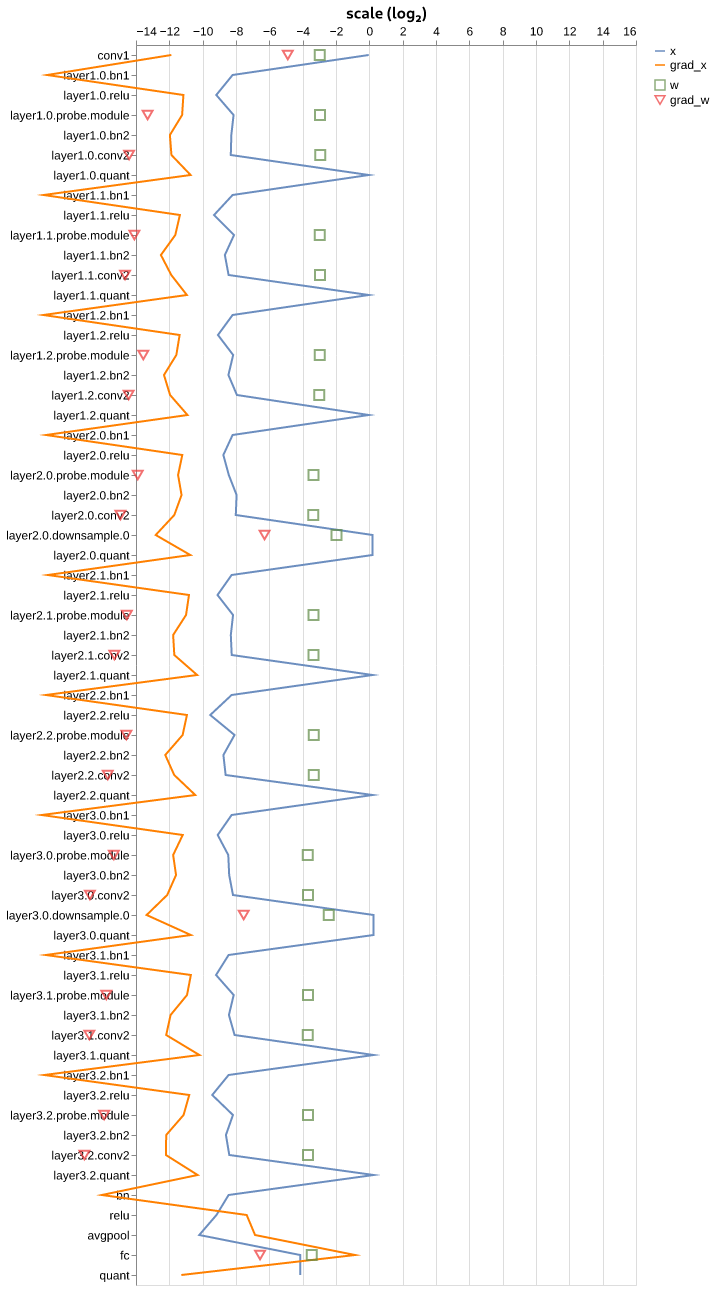 scale (log₂)
−14 −12 −10 −8 −6 −4 −2 0 2 4 6 8 10 12 14 16
x
grad_x
w
grad_w
conv1
layer1.0.bn1
layer1.0.relu
layer1.0.probe.module
layer1.0.bn2
layer1.0.conv2
layer1.0.quant
layer1.1.bn1
layer1.1.relu
layer1.1.probe.module
layer1.1.bn2
layer1.1.conv2
layer1.1.quant
layer1.2.bn1
layer1.2.relu
layer1.2.probe.module
layer1.2.bn2
layer1.2.conv2
layer1.2.quant
layer2.0.bn1
layer2.0.relu
layer2.0.probe.module
layer2.0.bn2
layer2.0.conv2
layer2.0.downsample.0
layer2.0.quant
layer2.1.bn1
layer2.1.relu
layer2.1.probe.module
layer2.1.bn2
layer2.1.conv2
layer2.1.quant
layer2.2.bn1
layer2.2.relu
layer2.2.probe.module
layer2.2.bn2
layer2.2.conv2
layer2.2.quant
layer3.0.bn1
layer3.0.relu
layer3.0.probe.module
layer3.0.bn2
layer3.0.conv2
layer3.0.downsample.0
layer3.0.quant
layer3.1.bn1
layer3.1.relu
layer3.1.probe.module
layer3.1.bn2
layer3.1.conv2
layer3.1.quant
layer3.2.bn1
layer3.2.relu
layer3.2.probe.module
layer3.2.bn2
layer3.2.conv2
layer3.2.quant
bn
relu
avgpool
fc
quant